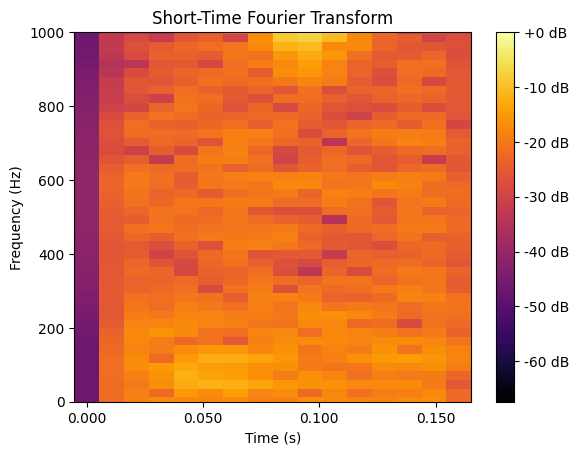 Short-Time Fourier Transform
Frequency (Hz)
1000
800
600
400
200
0
0.000
0.050
0.100
0.150
Time (s)
+0 dB
-10 dB
-20 dB
-30 dB
-40 dB
-50 dB
-60 dB